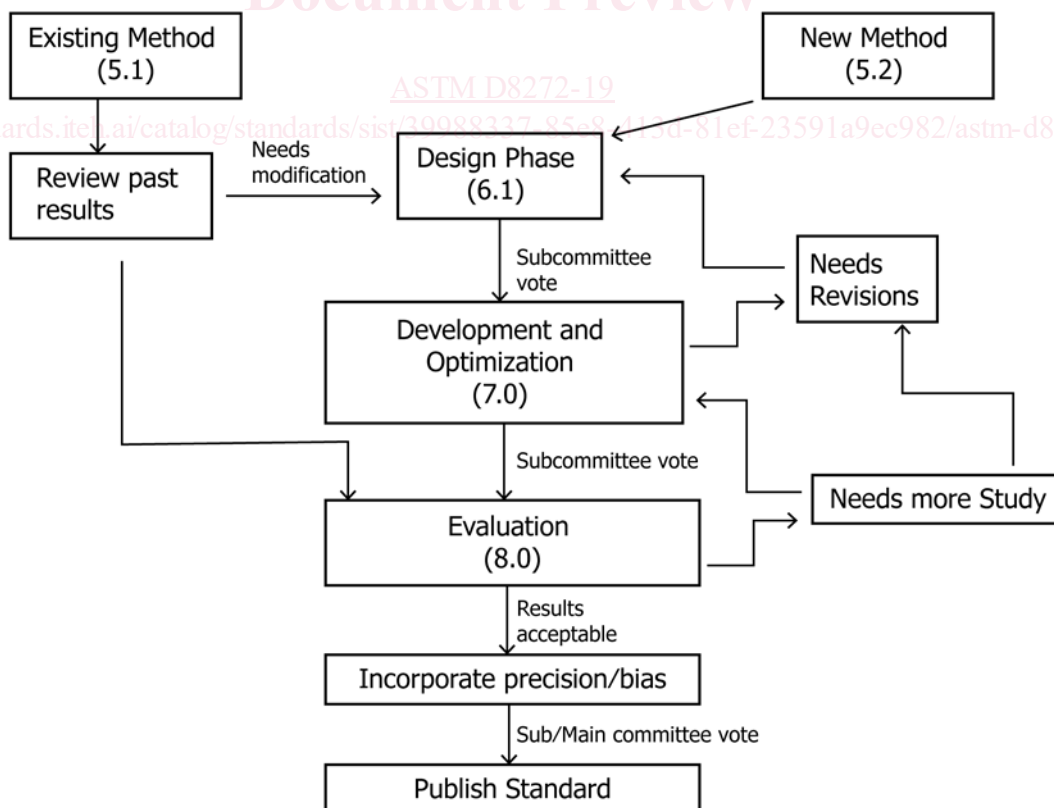 Document Preview
Existing Method
(5.1)
New Method
(5.2)
ASTM D8272-19
ards.iteh.ai/catalog/standards/sist/39988337-85e8-413d-81ef-23591a9ec982/astm-d8
Review past
results
Needs
modification
Design Phase
(6.1)
Subcommittee
vote
Needs
Revisions
Development and
Optimization
(7.0)
Subcommittee vote
Needs more Study
Evaluation
(8.0)
Results
acceptable
Incorporate precision/bias
Sub/Main committee vote
Publish Standard